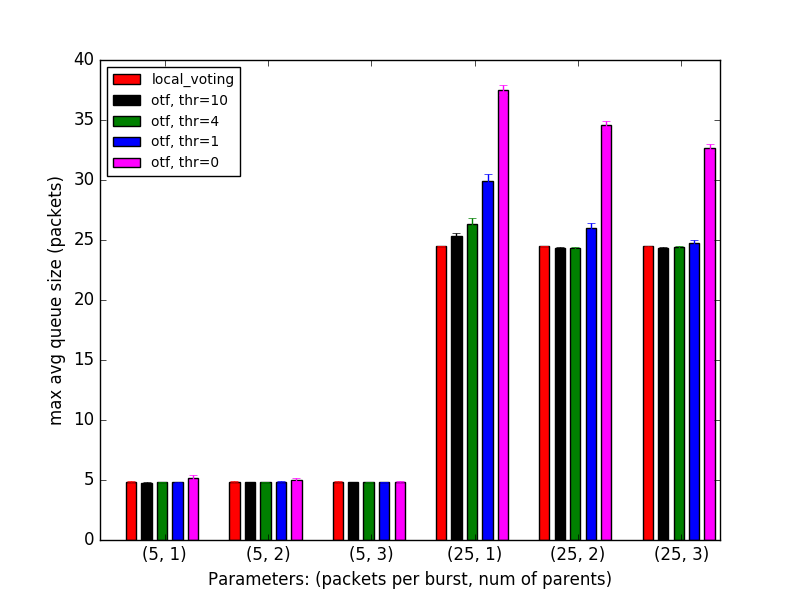 40
35
30
25
20
15
10
5
0
max avg queue size (packets)
local_voting
otf, thr=10
otf, thr=4
otf, thr=1
otf, thr=0
(5, 1) (5, 2) (5, 3) (25, 1) (25, 2) (25, 3)
Parameters: (packets per burst, num of parents)